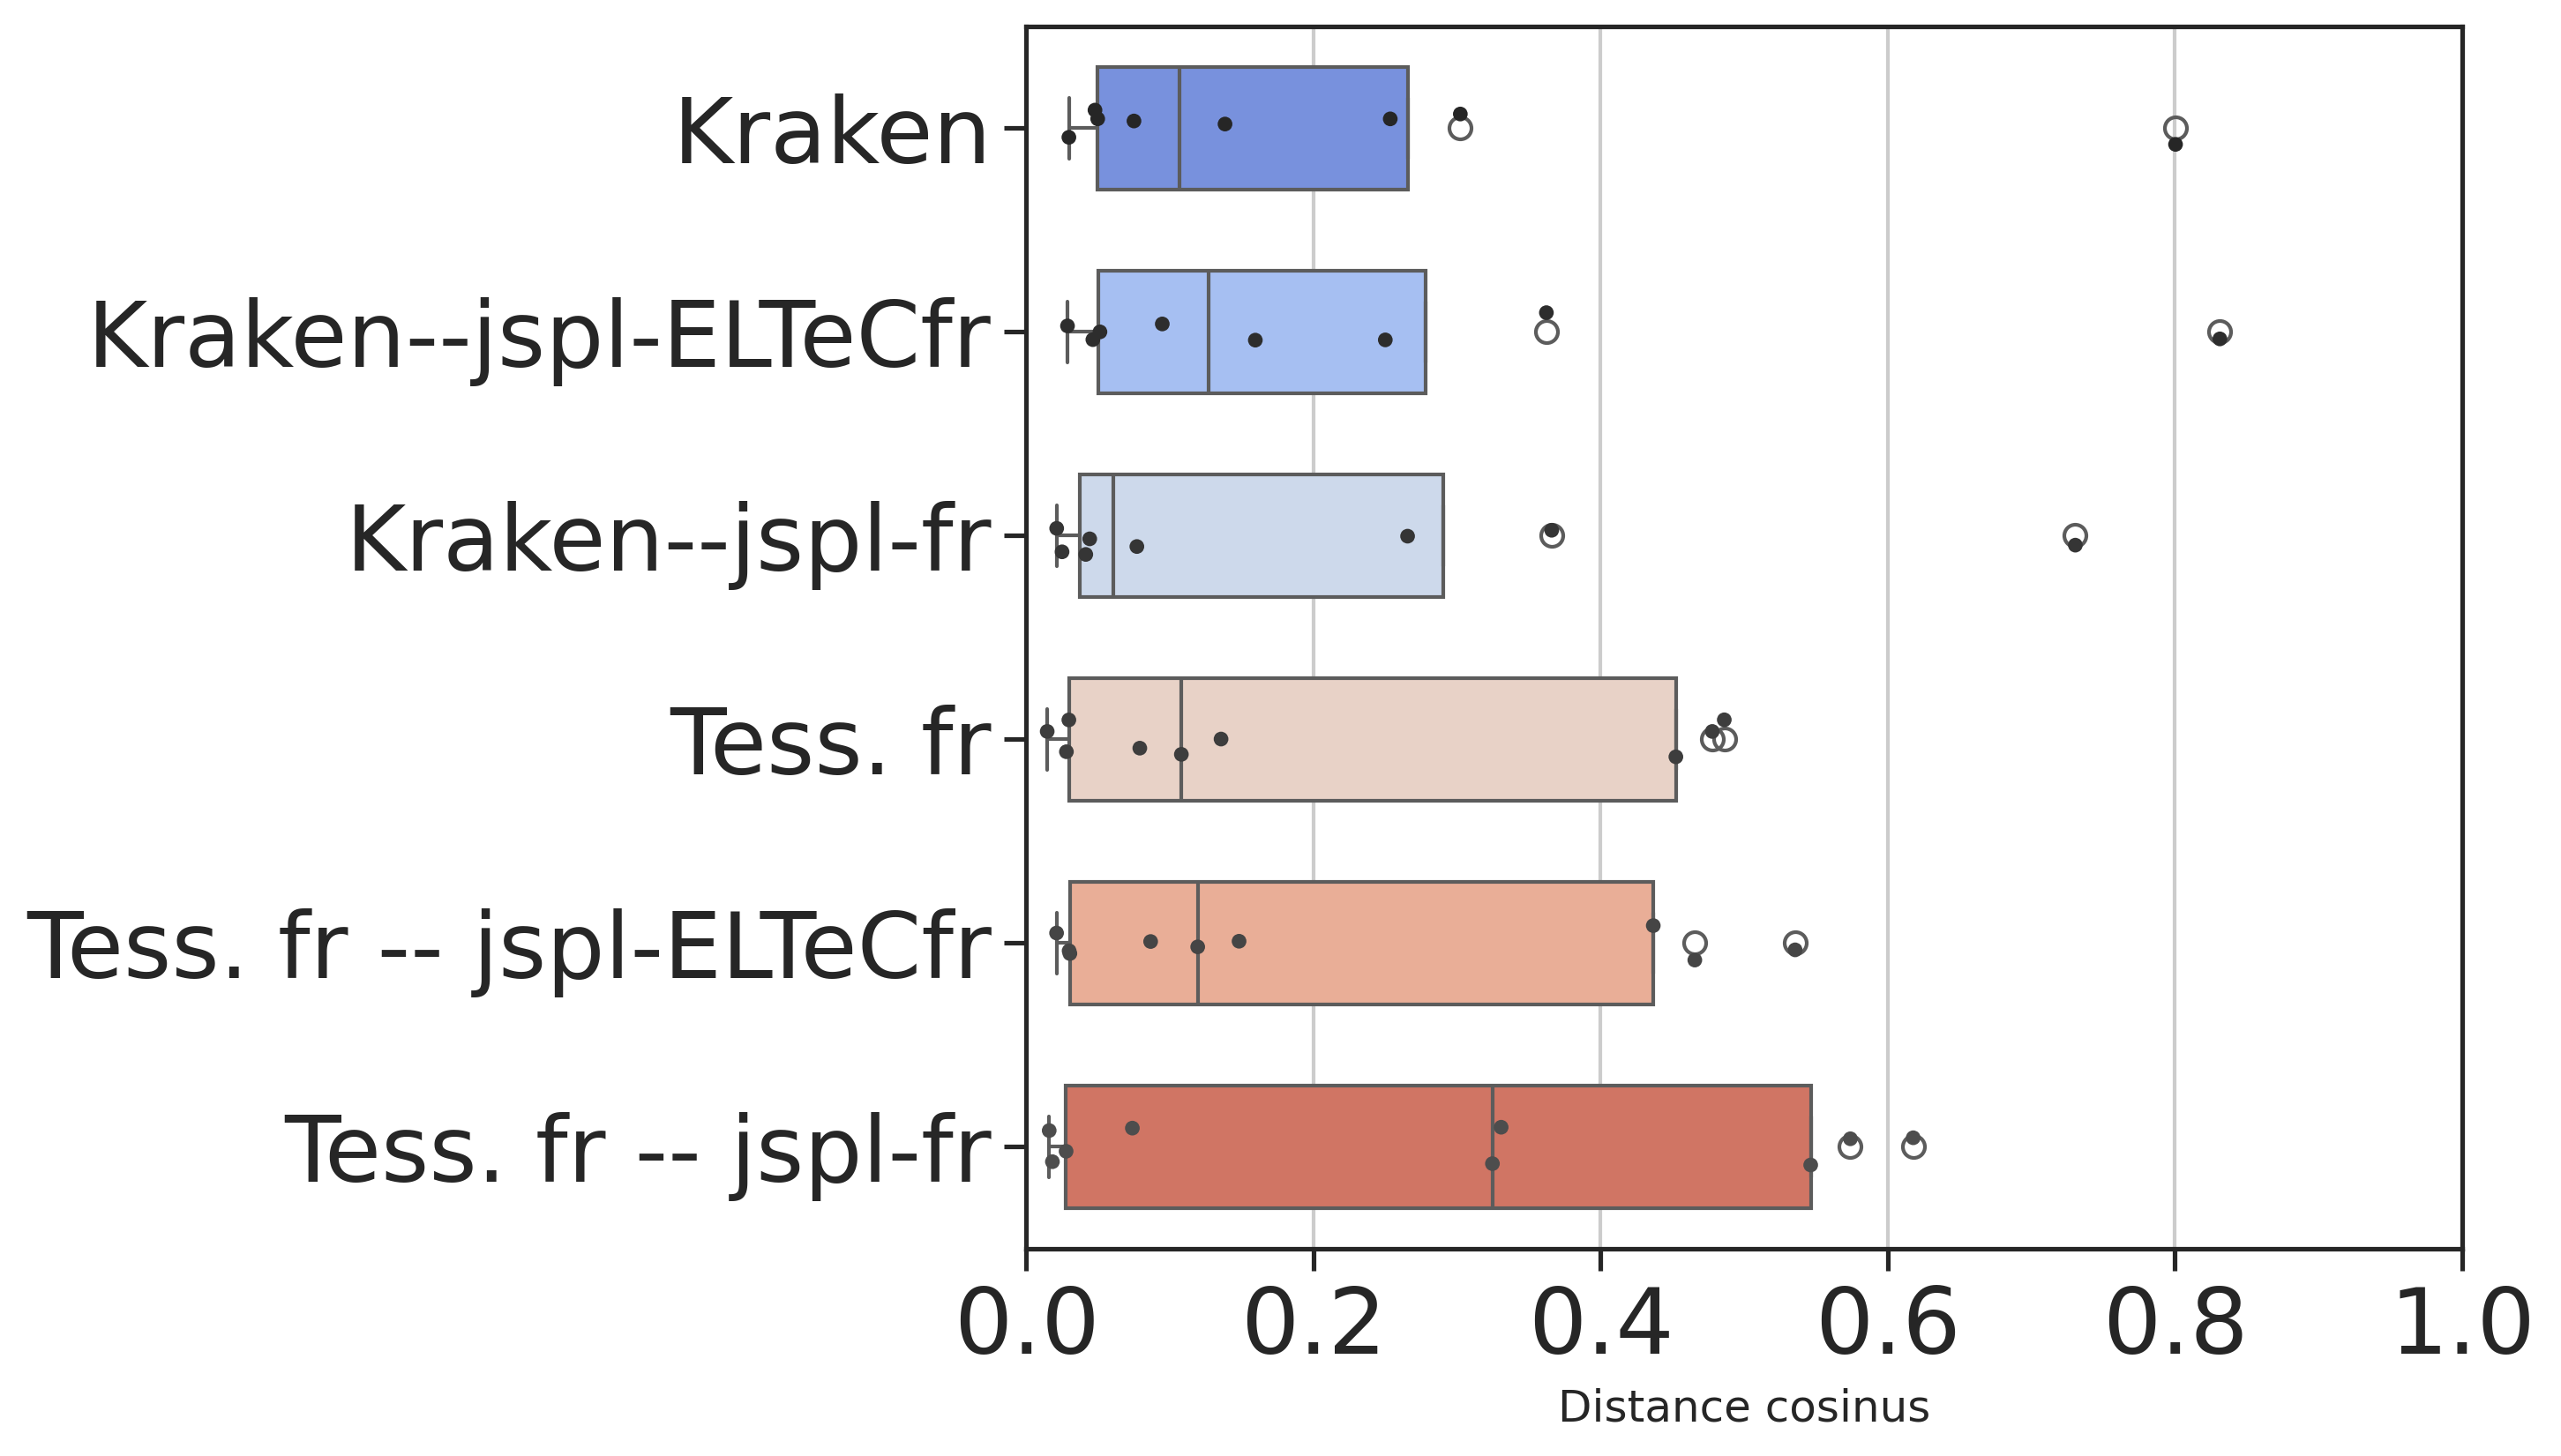 Kraken
Kraken--jspl-ELTeCfr
Kraken--jspl-fr
Tess. fr
Tess. fr -- jspl-ELTeCfr
Tess. fr -- jspl-fr
0.0 0.2 0.4 0.6 0.8 1.0
Distance cosinus